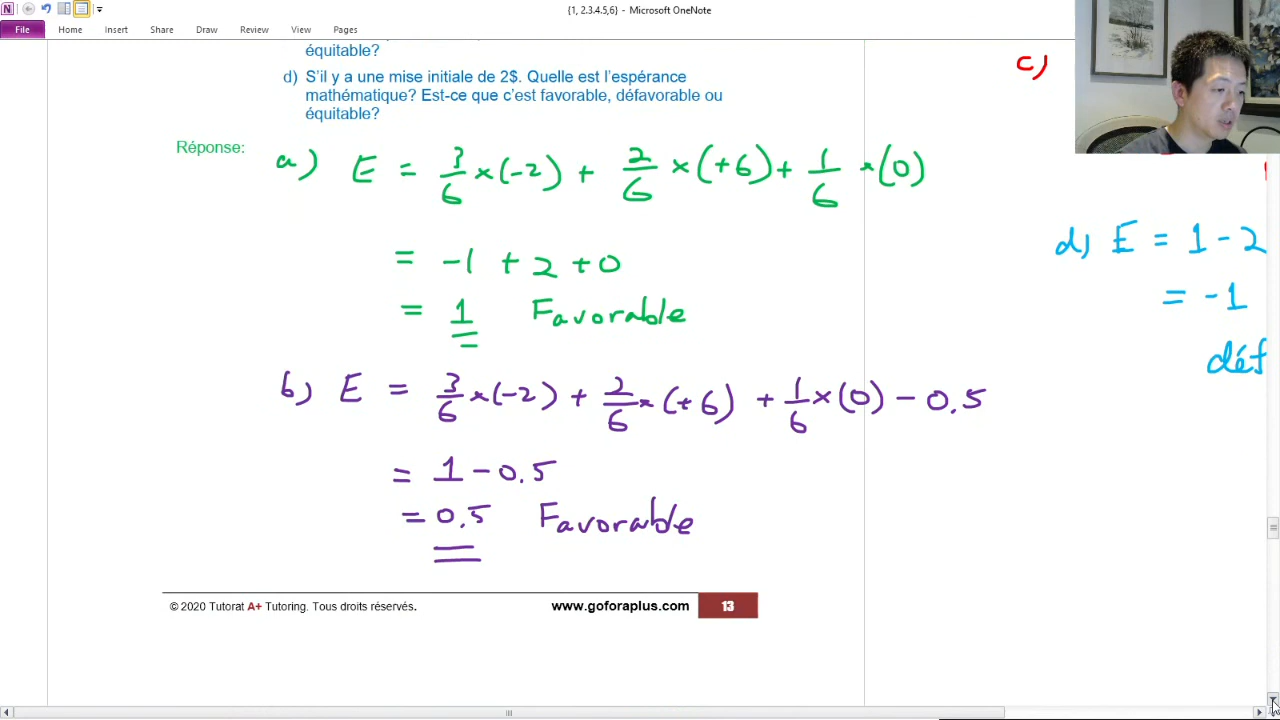 {1, 2.3.4.5,6} - Microsoft OneNote
File Home Insert Share Draw Review View Pages
équitable?
d) S'il y a une mise initiale de 2$. Quelle est l'espérance
mathématique? Est-ce que c'est favorable, défavorable ou
équitable?
Réponse:
a) E = 3/6 × (-2) + 2/6 × (+6) + 1/6 × (0)
= -1 + 2 + 0
= 1 Favorable
b) E = 3/6 × (-2) + 2/6 × (+6) + 1/6 × (0) - 0.5
= 1 - 0.5
= 0.5 Favorable
c)
d) E = 1 - 2
= -1
déf
© 2020 Tutorat A+ Tutoring. Tous droits réservés.
www.goforaplus.com 13